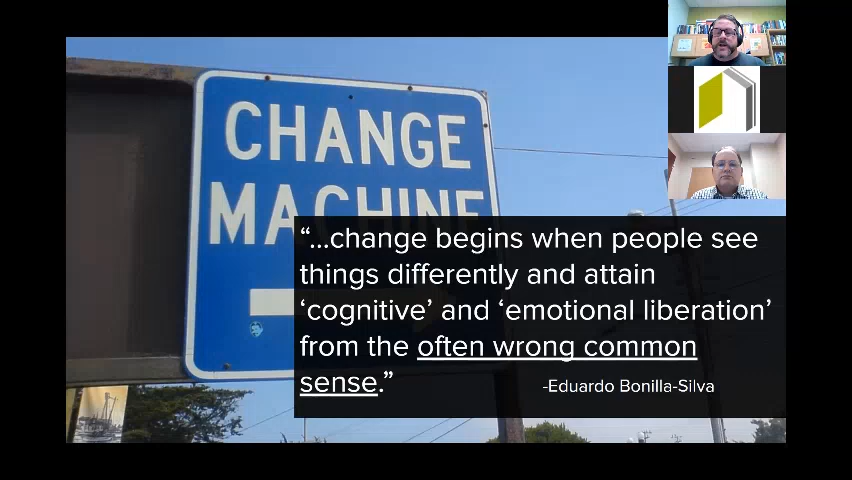 CHANGE
MACHINE
“...change begins when people see
things differently and attain
‘cognitive’ and ‘emotional liberation’
from the often wrong common
sense.”
-Eduardo Bonilla-Silva